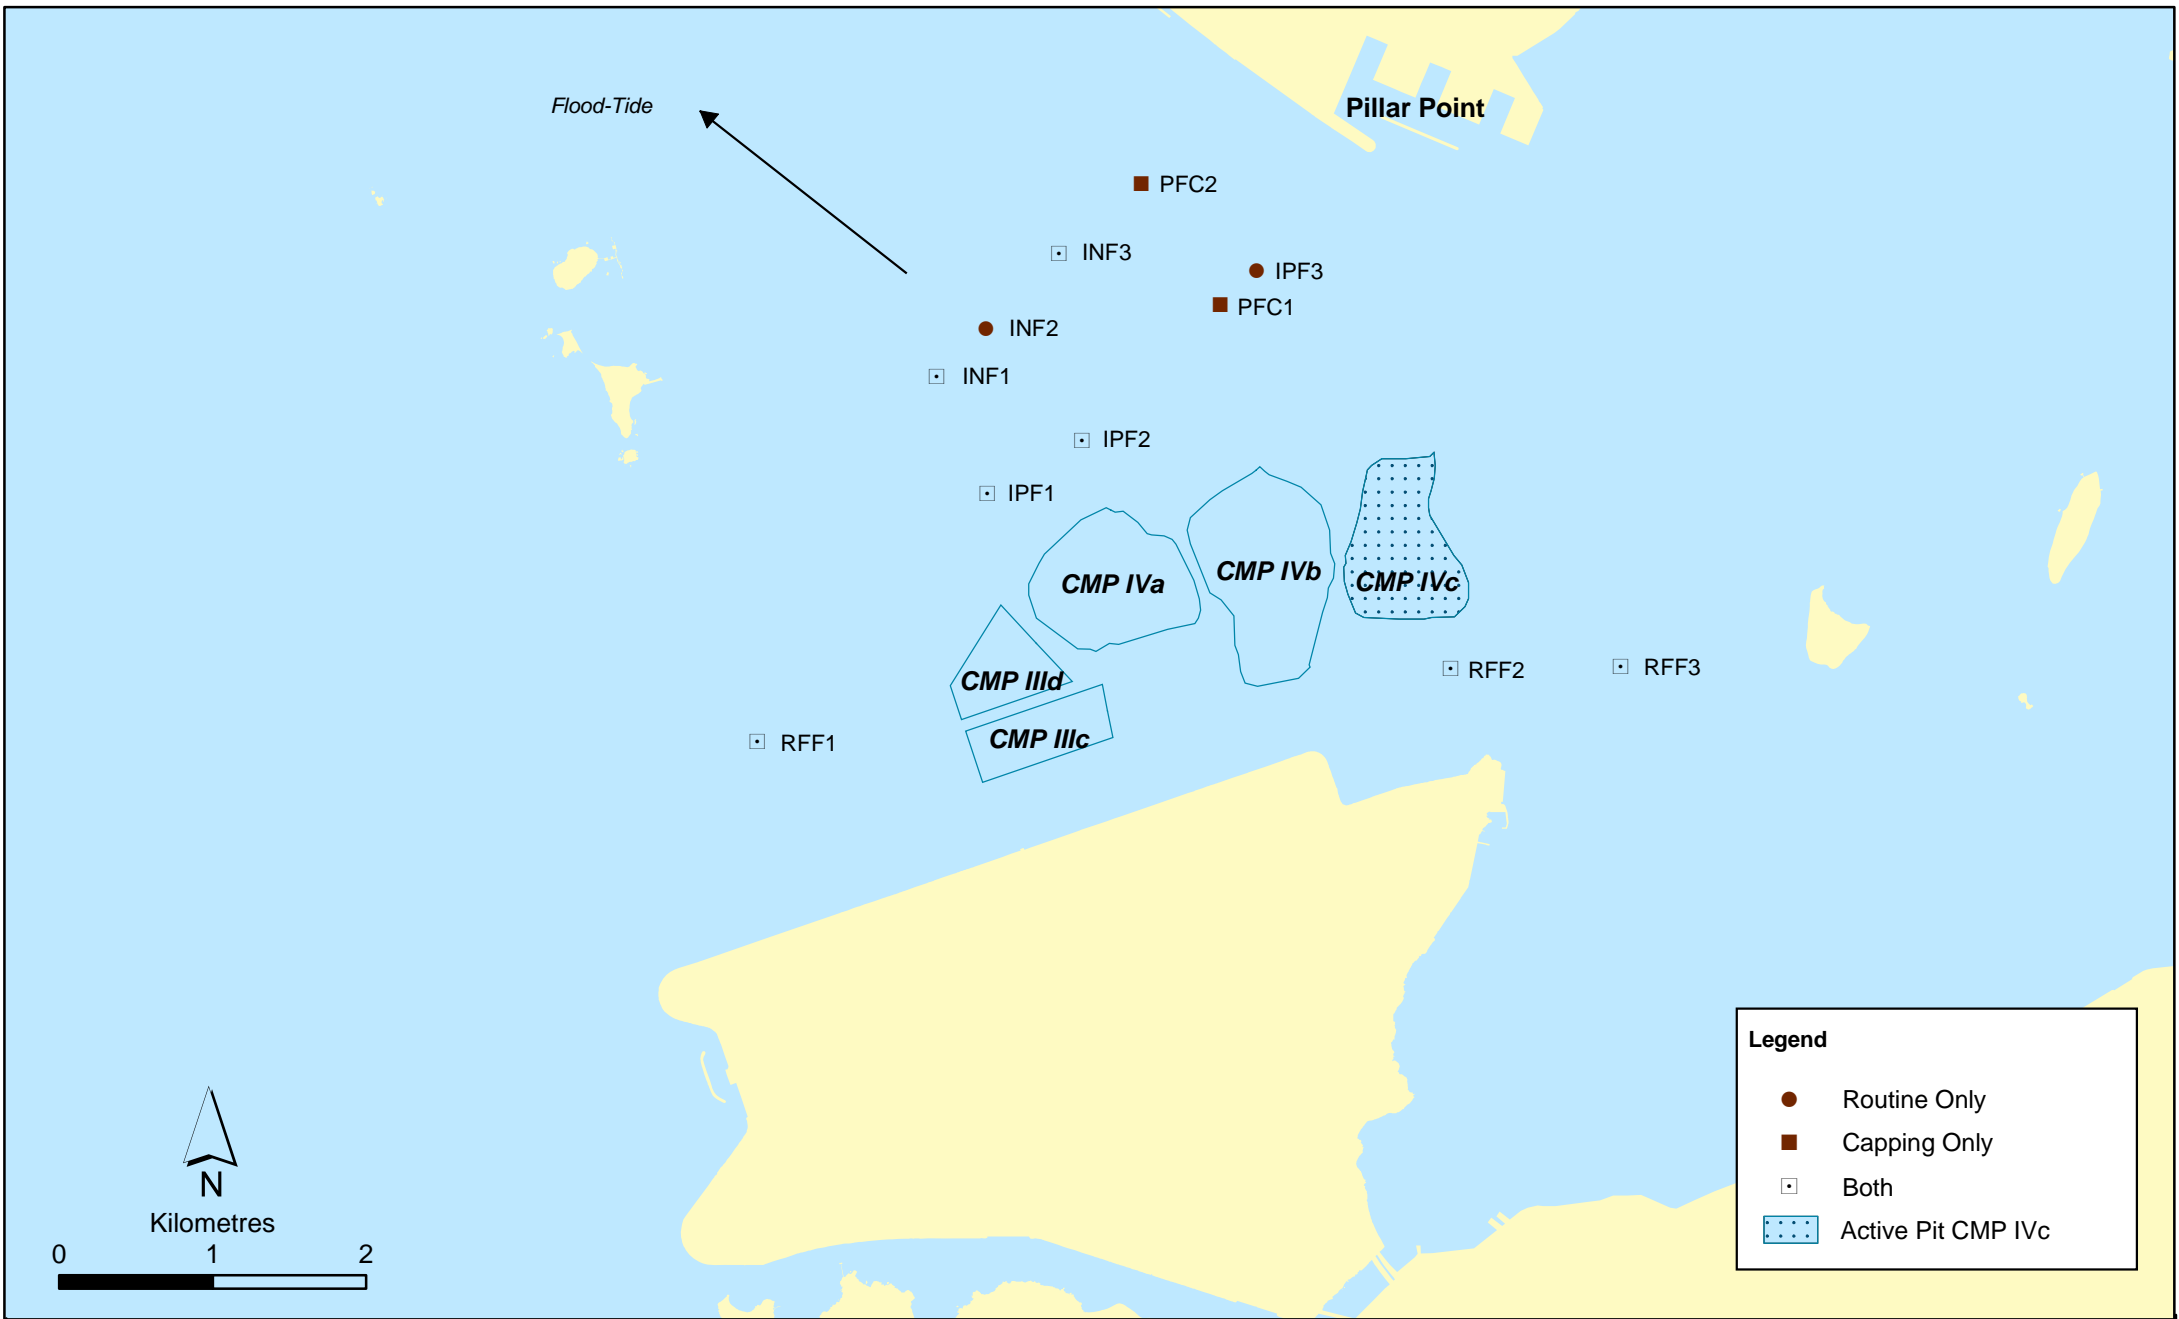 Flood-Tide
Pillar Point
PFC2
INF3
IPF3
PFC1
INF2
INF1
IPF2
IPF1
CMP IVa
CMP IVb
CMP IVc
CMP IIId
CMP IIIc
RFF1
RFF2
RFF3
N
Kilometres
0 1 2
Legend
Routine Only
Capping Only
Both
Active Pit CMP IVc